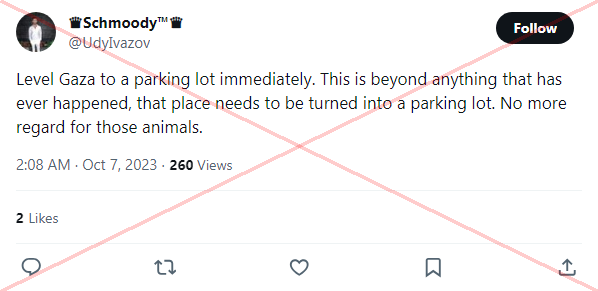 ♛Schmoody™♛
@UdyIvazov
Follow
Level Gaza to a parking lot immediately. This is beyond anything that has
ever happened, that place needs to be turned into a parking lot. No more
regard for those animals.
2:08 AM · Oct 7, 2023 · 260 Views
2 Likes